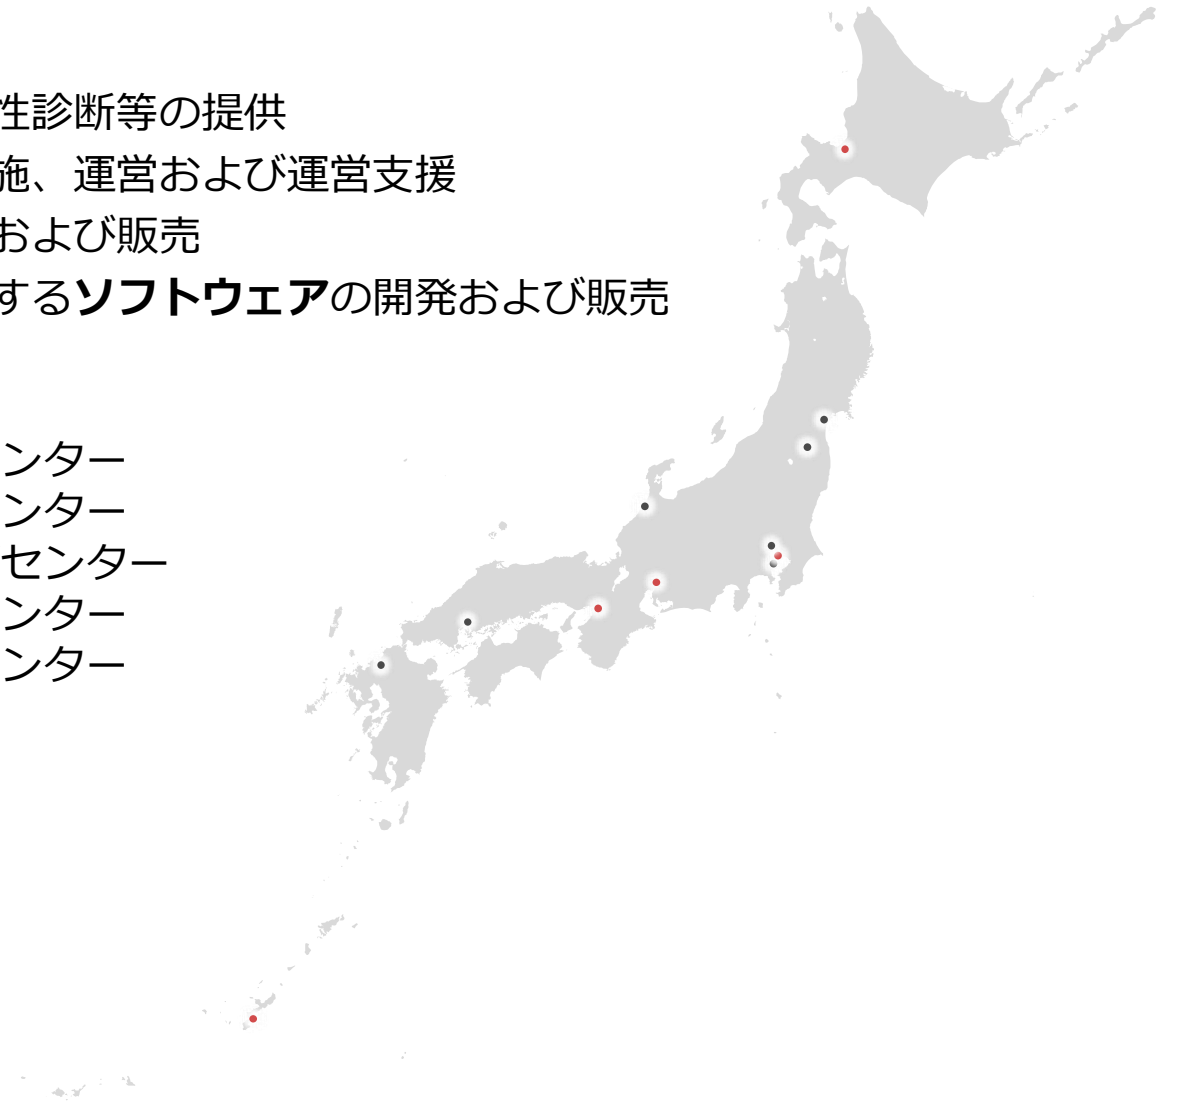 性診断等の提供
施、運営および運営支援
および販売
するソフトウェアの開発および販売
ンター
ンター
センター
ンター
ンター